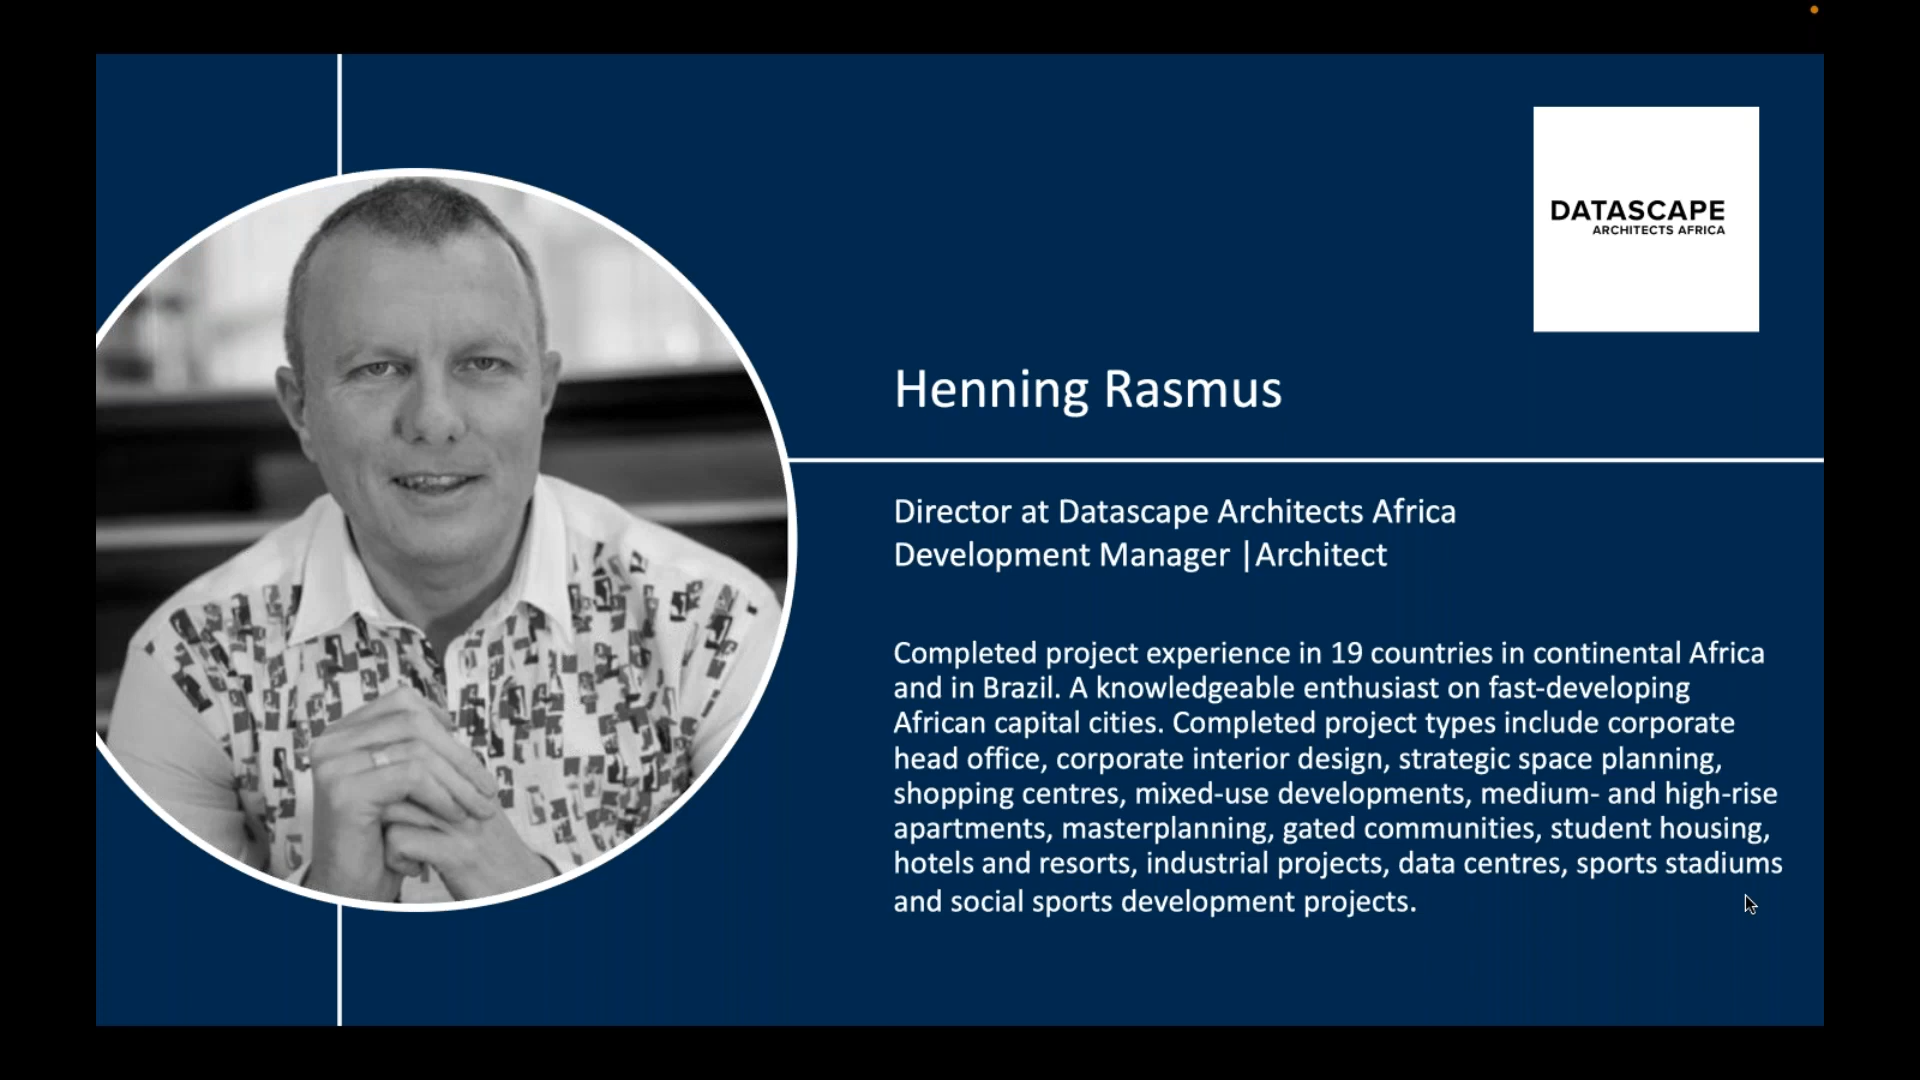 DATASCAPE
ARCHITECTS AFRICA
Henning Rasmus
Director at Datascape Architects Africa
Development Manager |Architect
Completed project experience in 19 countries in continental Africa
and in Brazil. A knowledgeable enthusiast on fast-developing
African capital cities. Completed project types include corporate
head office, corporate interior design, strategic space planning,
shopping centres, mixed-use developments, medium- and high-rise
apartments, masterplanning, gated communities, student housing,
hotels and resorts, industrial projects, data centres, sports stadiums
and social sports development projects.